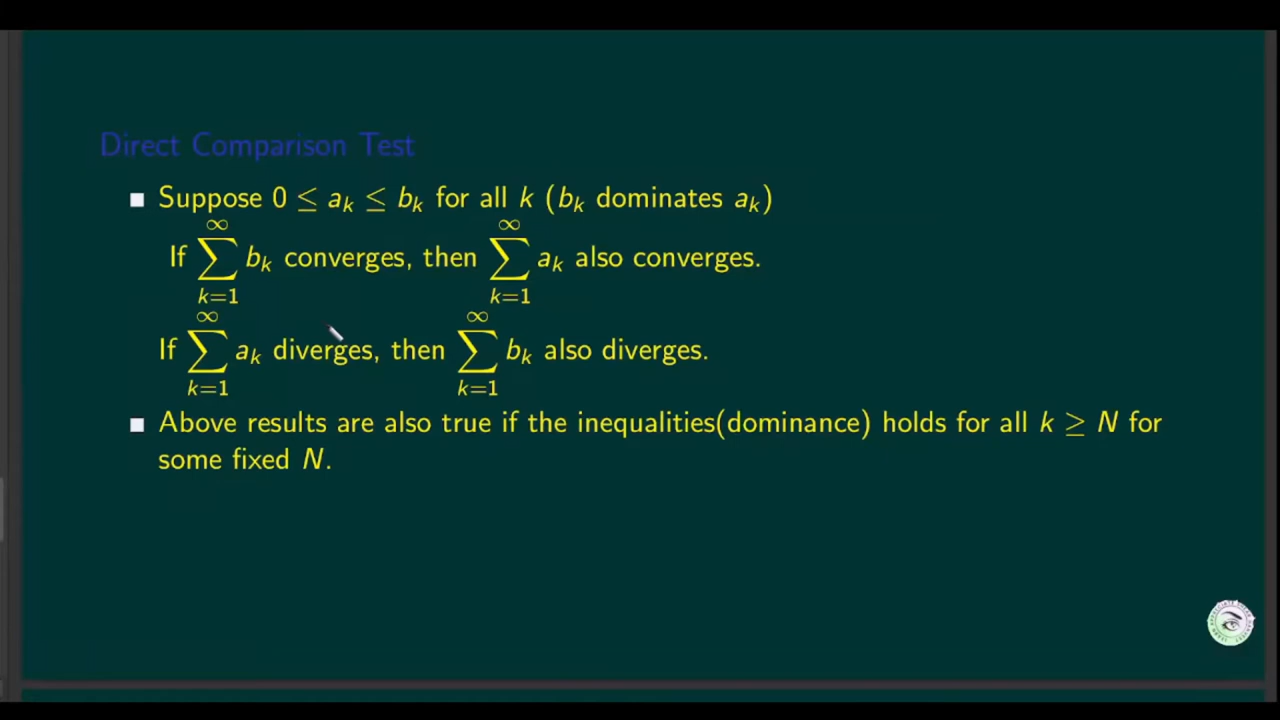 Direct Comparison Test
Suppose 0 ≤ a_k ≤ b_k for all k (b_k dominates a_k)
If ∑_{k=1}^{∞} b_k converges, then ∑_{k=1}^{∞} a_k also converges.
If ∑_{k=1}^{∞} a_k diverges, then ∑_{k=1}^{∞} b_k also diverges.
Above results are also true if the inequalities(dominance) holds for all k ≥ N for
some fixed N.